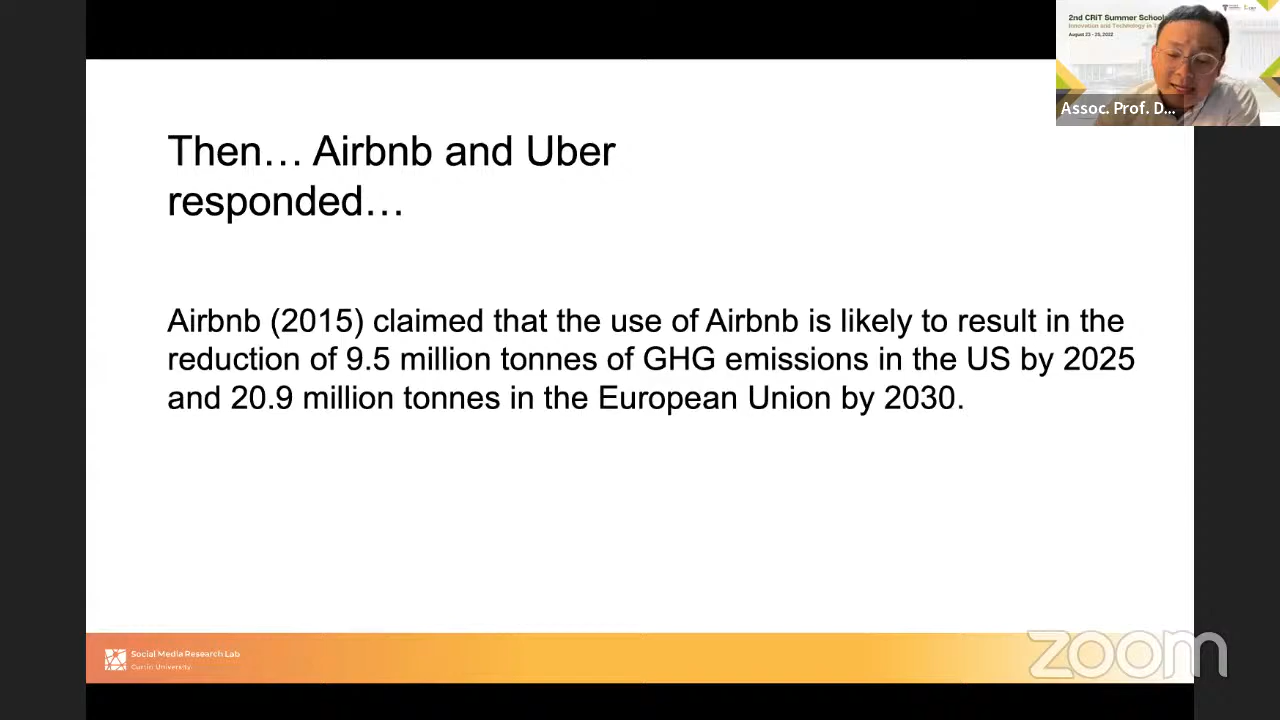 2nd CRiT Summer School
Innovation and Technology in
August 23 - 26, 2022
Assoc. Prof. D...
Then… Airbnb and Uber
responded…
Airbnb (2015) claimed that the use of Airbnb is likely to result in the
reduction of 9.5 million tonnes of GHG emissions in the US by 2025
and 20.9 million tonnes in the European Union by 2030.
Social Media Research Lab
Curtin University
zoom